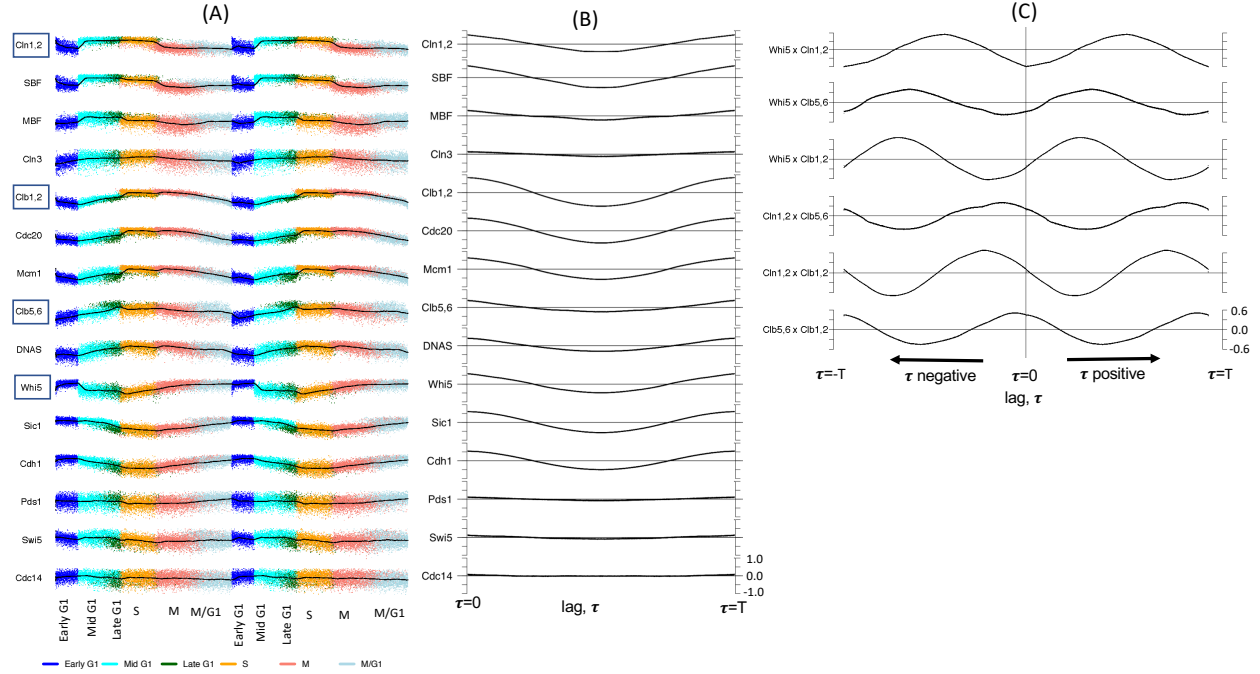 (A)
Cln1,2
SBF
MBF
Cln3
Clb1,2
Cdc20
Mcm1
Clb5,6
DNAS
Whi5
Sic1
Cdh1
Pds1
Swi5
Cdc14
Early G1
Mid G1
Late G1
S
M
M/G1
Early G1
Mid G1
Late G1
S
M
M/G1
Early G1 Mid G1 Late G1 S M M/G1
(B)
Cln1,2
SBF
MBF
Cln3
Clb1,2
Cdc20
Mcm1
Clb5,6
DNAS
Whi5
Sic1
Cdh1
Pds1
Swi5
Cdc14
1.0
0.0
-1.0
τ=0 lag, τ τ=T
(C)
Whi5 x Cln1,2
Whi5 x Clb5,6
Whi5 x Clb1,2
Cln1,2 x Clb5,6
Cln1,2 x Clb1,2
Clb5,6 x Clb1,2
0.6
0.0
-0.6
τ negative τ positive
τ=-T τ=0 τ=T
lag, τ